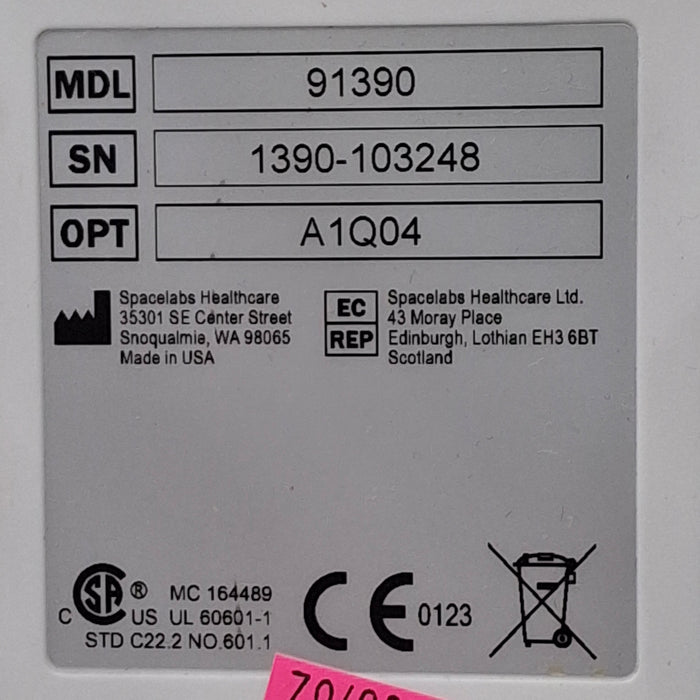 MDL 91390
SN 1390-103248
OPT A1Q04
Spacelabs Healthcare
35301 SE Center Street
Snoqualmie, WA 98065
Made in USA
EC REP
Spacelabs Healthcare Ltd.
43 Moray Place
Edinburgh, Lothian EH3 6BT
Scotland
C SA ® US
MC 164489
UL 60601-1
STD C22.2 NO.601.1
CE 0123